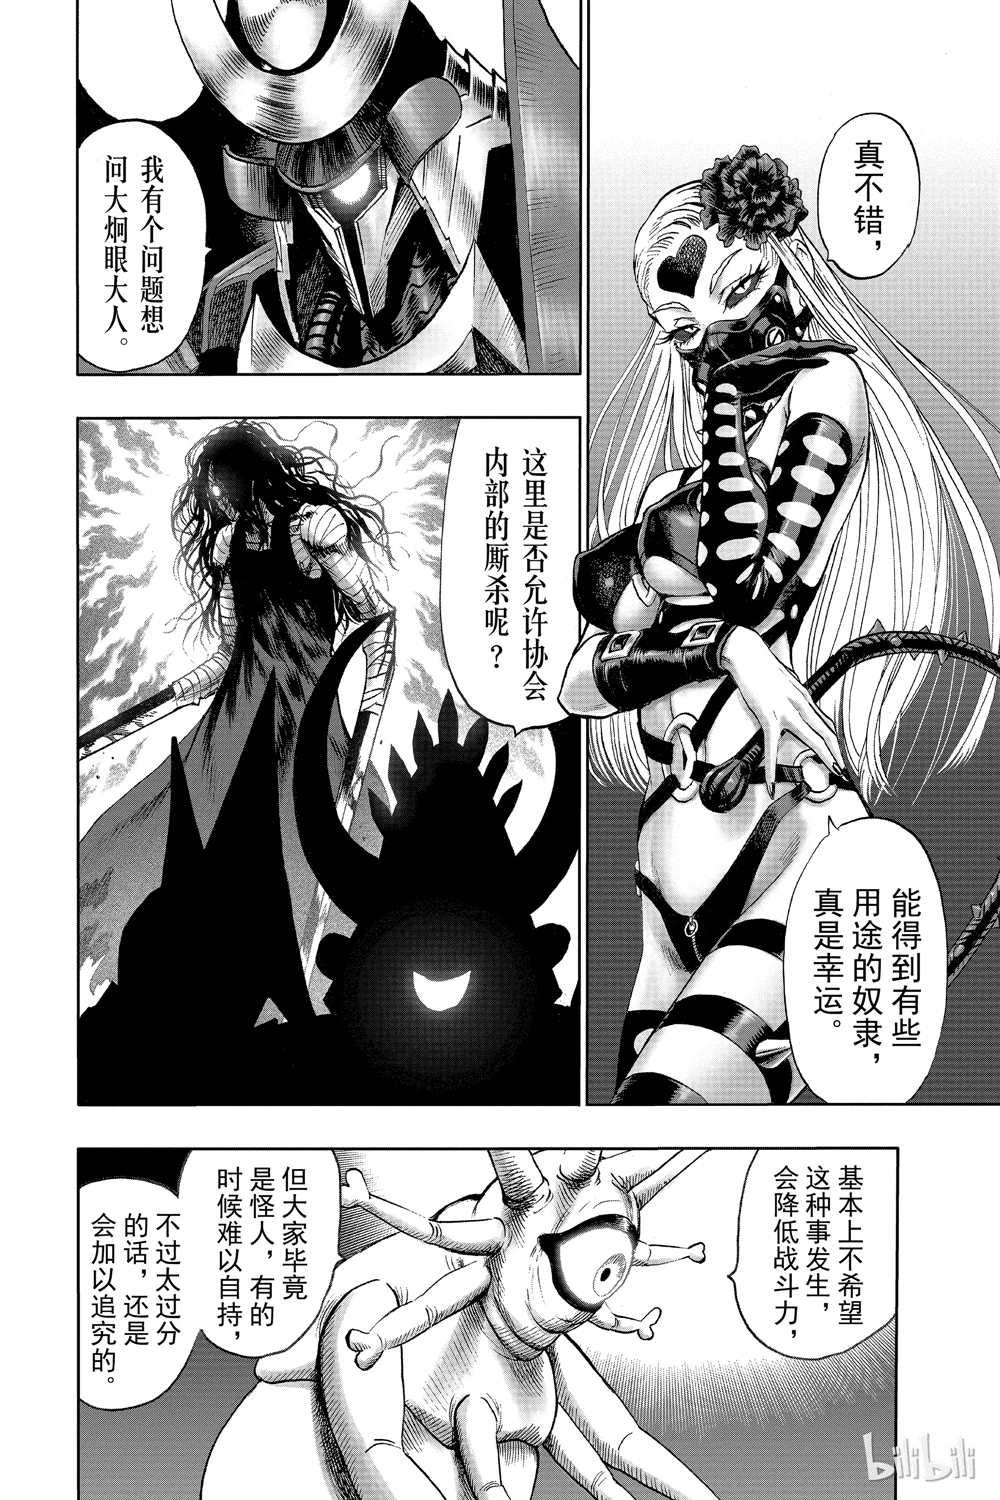 真不错，
能得到有些
用途的奴隶，
真是幸运。
我有个问题想
问大炯眼大人。
这里是否允许协会
内部的厮杀呢？
基本上不希望
这种事发生，
会降低战斗力，
但大家毕竟
是怪人，有的
时候难以自持，
不过太过分
的话，还是
会加以追究的。
bilibili